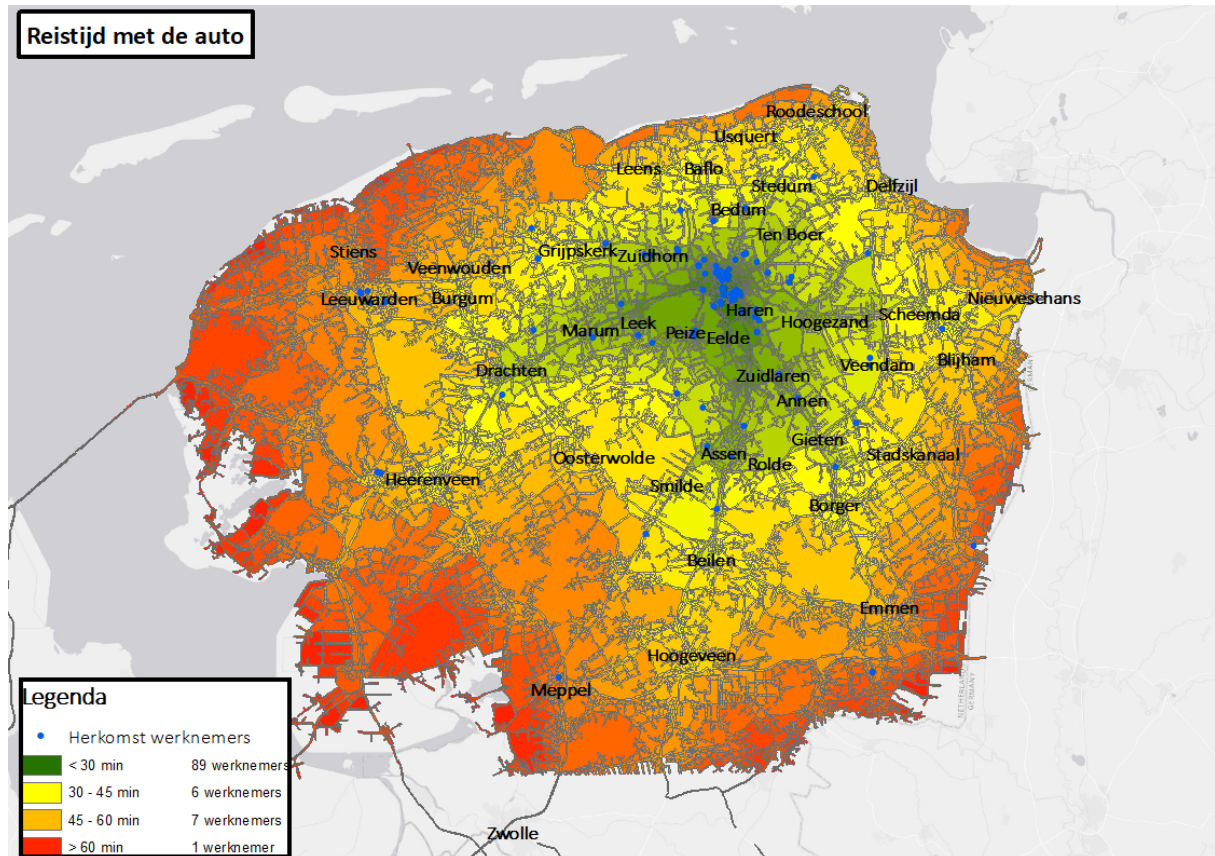 Reistijd met de auto
Roodeschool
Usquert
Leens
Baflo
Stedum
Delfzijl
Bedum
Ten Boer
Stiens
Grijpskerk
Zuidhorn
Veenwouden
Leeuwarden
Burgum
Nieuweschans
Haren
Hoogezand
Scheemda
Marum
Leek
Peize
Eelde
Drachten
Zuidlaren
Veendam
Blijham
Annen
Gieten
Oosterwolde
Assen
Rolde
Stadskanaal
Heerenveen
Smilde
Borger
Beilen
Emmen
Hoogeveen
Meppel
NETHERLAND
GERMANY
Zwolle
Legenda
Herkomst werknemers
< 30 min 89 werknemers
30 - 45 min 6 werknemers
45 - 60 min 7 werknemers
> 60 min 1 werknemer